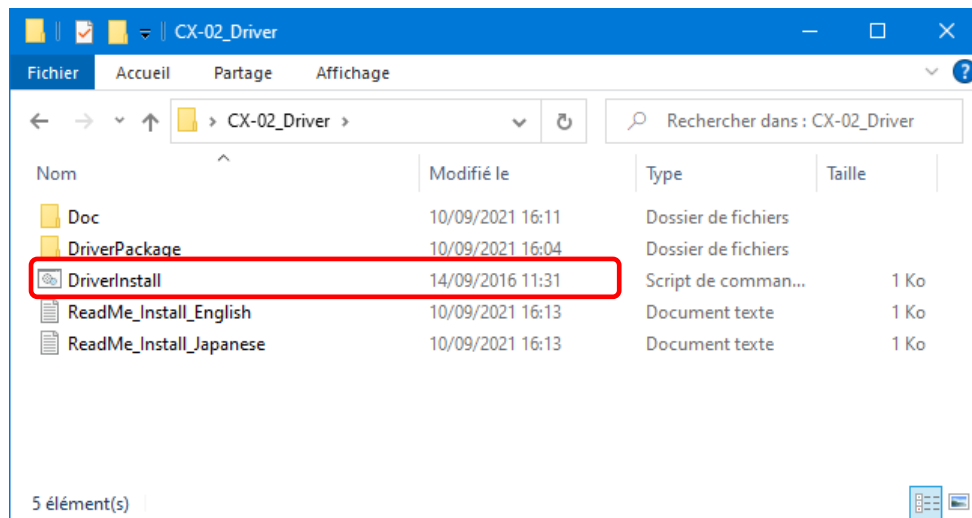 CX-02_Driver
Fichier Accueil Partage Affichage ?
CX-02_Driver Rechercher dans : CX-02_Driver
Nom Modifié le Type Taille
Doc 10/09/2021 16:11 Dossier de fichiers
DriverPackage 10/09/2021 16:04 Dossier de fichiers
DriverInstall 14/09/2016 11:31 Script de comman... 1 Ko
ReadMe_Install_English 10/09/2021 16:13 Document texte 1 Ko
ReadMe_Install_Japanese 10/09/2021 16:13 Document texte 1 Ko
5 élément(s)